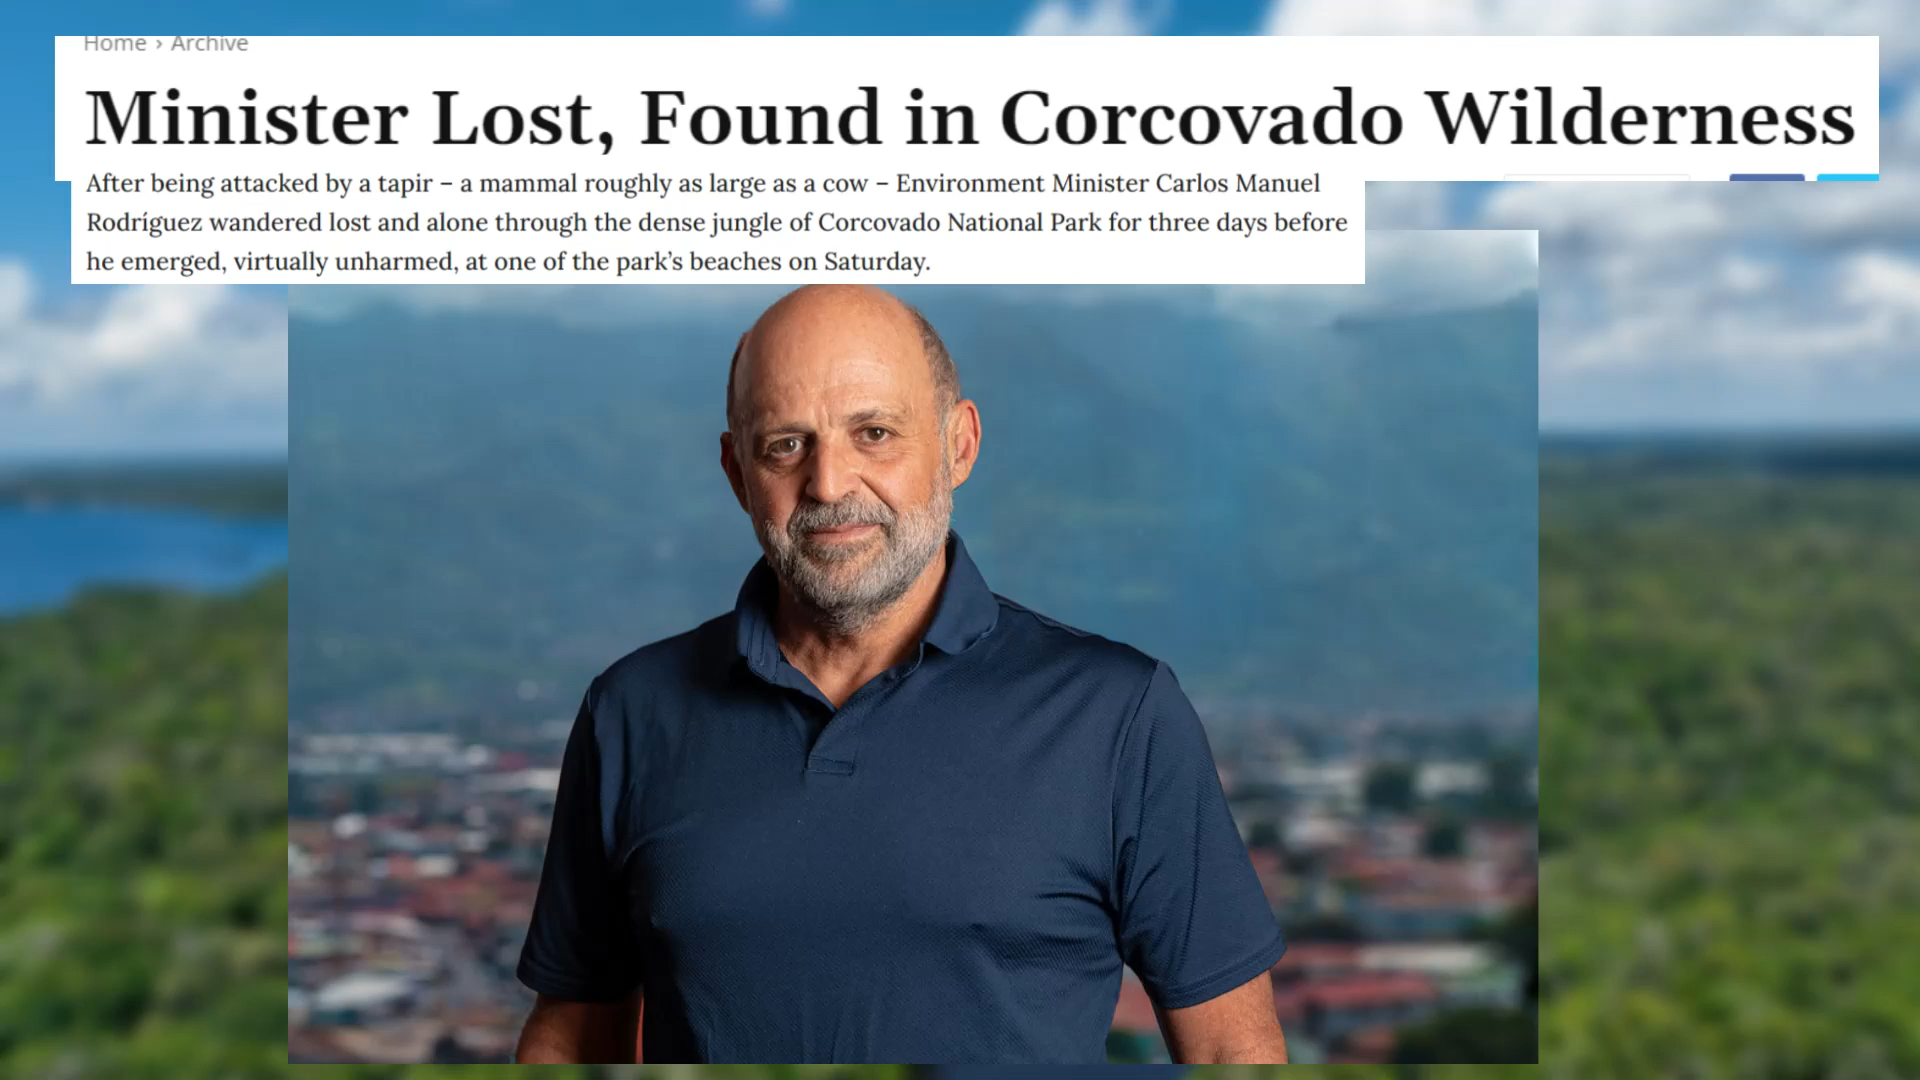 Home › Archive
Minister Lost, Found in Corcovado Wilderness
After being attacked by a tapir – a mammal roughly as large as a cow – Environment Minister Carlos Manuel
Rodríguez wandered lost and alone through the dense jungle of Corcovado National Park for three days before
he emerged, virtually unharmed, at one of the park’s beaches on Saturday.